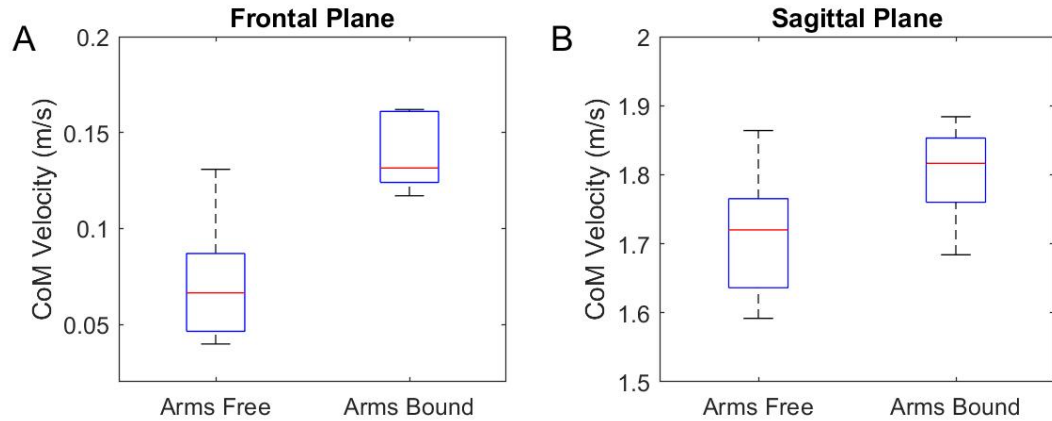 A
Frontal Plane
CoM Velocity (m/s)
0.2
0.15
0.1
0.05
Arms Free
Arms Bound
B
Sagittal Plane
CoM Velocity (m/s)
2
1.9
1.8
1.7
1.6
1.5
Arms Free
Arms Bound